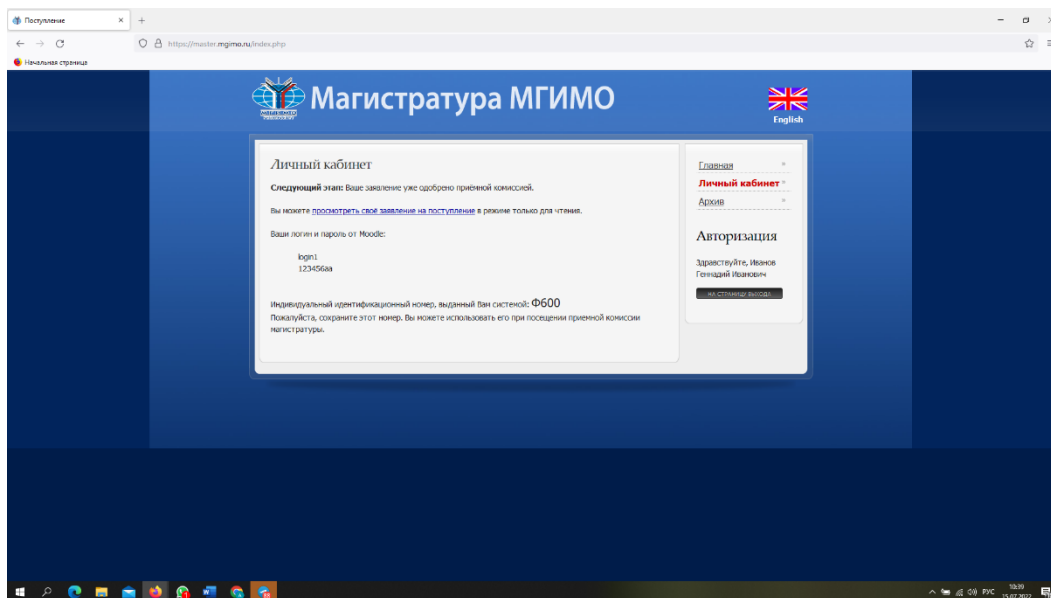 Поступление
https://master.mgimo.ru/index.php
Начальная страница
Магистратура МГИМО
English
Личный кабинет
Следующий этап: Ваше заявление уже одобрено приёмной комиссией.
Вы можете просмотреть своё заявление на поступление в режиме только для чтения.
Ваши логин и пароль от Moodle:
login1
123456aa
Индивидуальный идентификационный номер, выданный Вам системой: Ф600
Пожалуйста, сохраните этот номер. Вы можете использовать его при посещении приемной комиссии
магистратуры.
Главная
Личный кабинет
Архив
Авторизация
Здравствуйте, Иванов
Геннадий Иванович
НА СТРАНИЦУ ВЫХОДА
РУС
10:39
15.07.2022